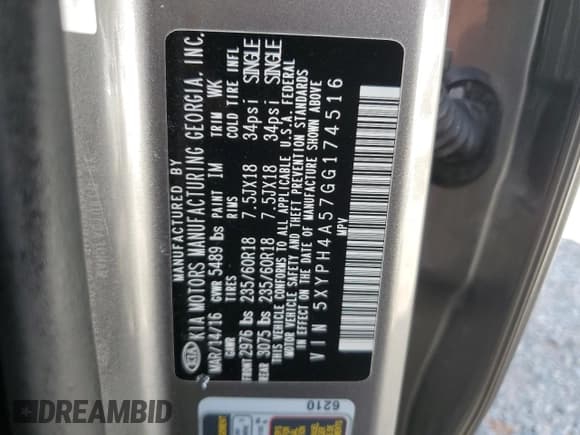 MANUFACTURED BY
KIA KIA MOTORS MANUFACTURING GEORGIA, INC.
MAR/14/16 GVWR 5489 lbs PAINT IM TRIM WK
GAWR TIRES RIMS COLD TIRE INFL
FRONT 2976 lbs 235/60R18 7.5JX18 34psi SINGLE
REAR 3075 lbs 235/60R18 7.5JX18 34psi SINGLE
THIS VEHICLE CONFORMS TO ALL APPLICABLE U.S.A. FEDERAL
MOTOR VEHICLE SAFETY AND THEFT PREVENTION STANDARDS
IN EFFECT ON THE DATE OF MANUFACTURE SHOWN ABOVE
VIN 5XYPH4A57GG174516
MPV
6210
DREAMBID